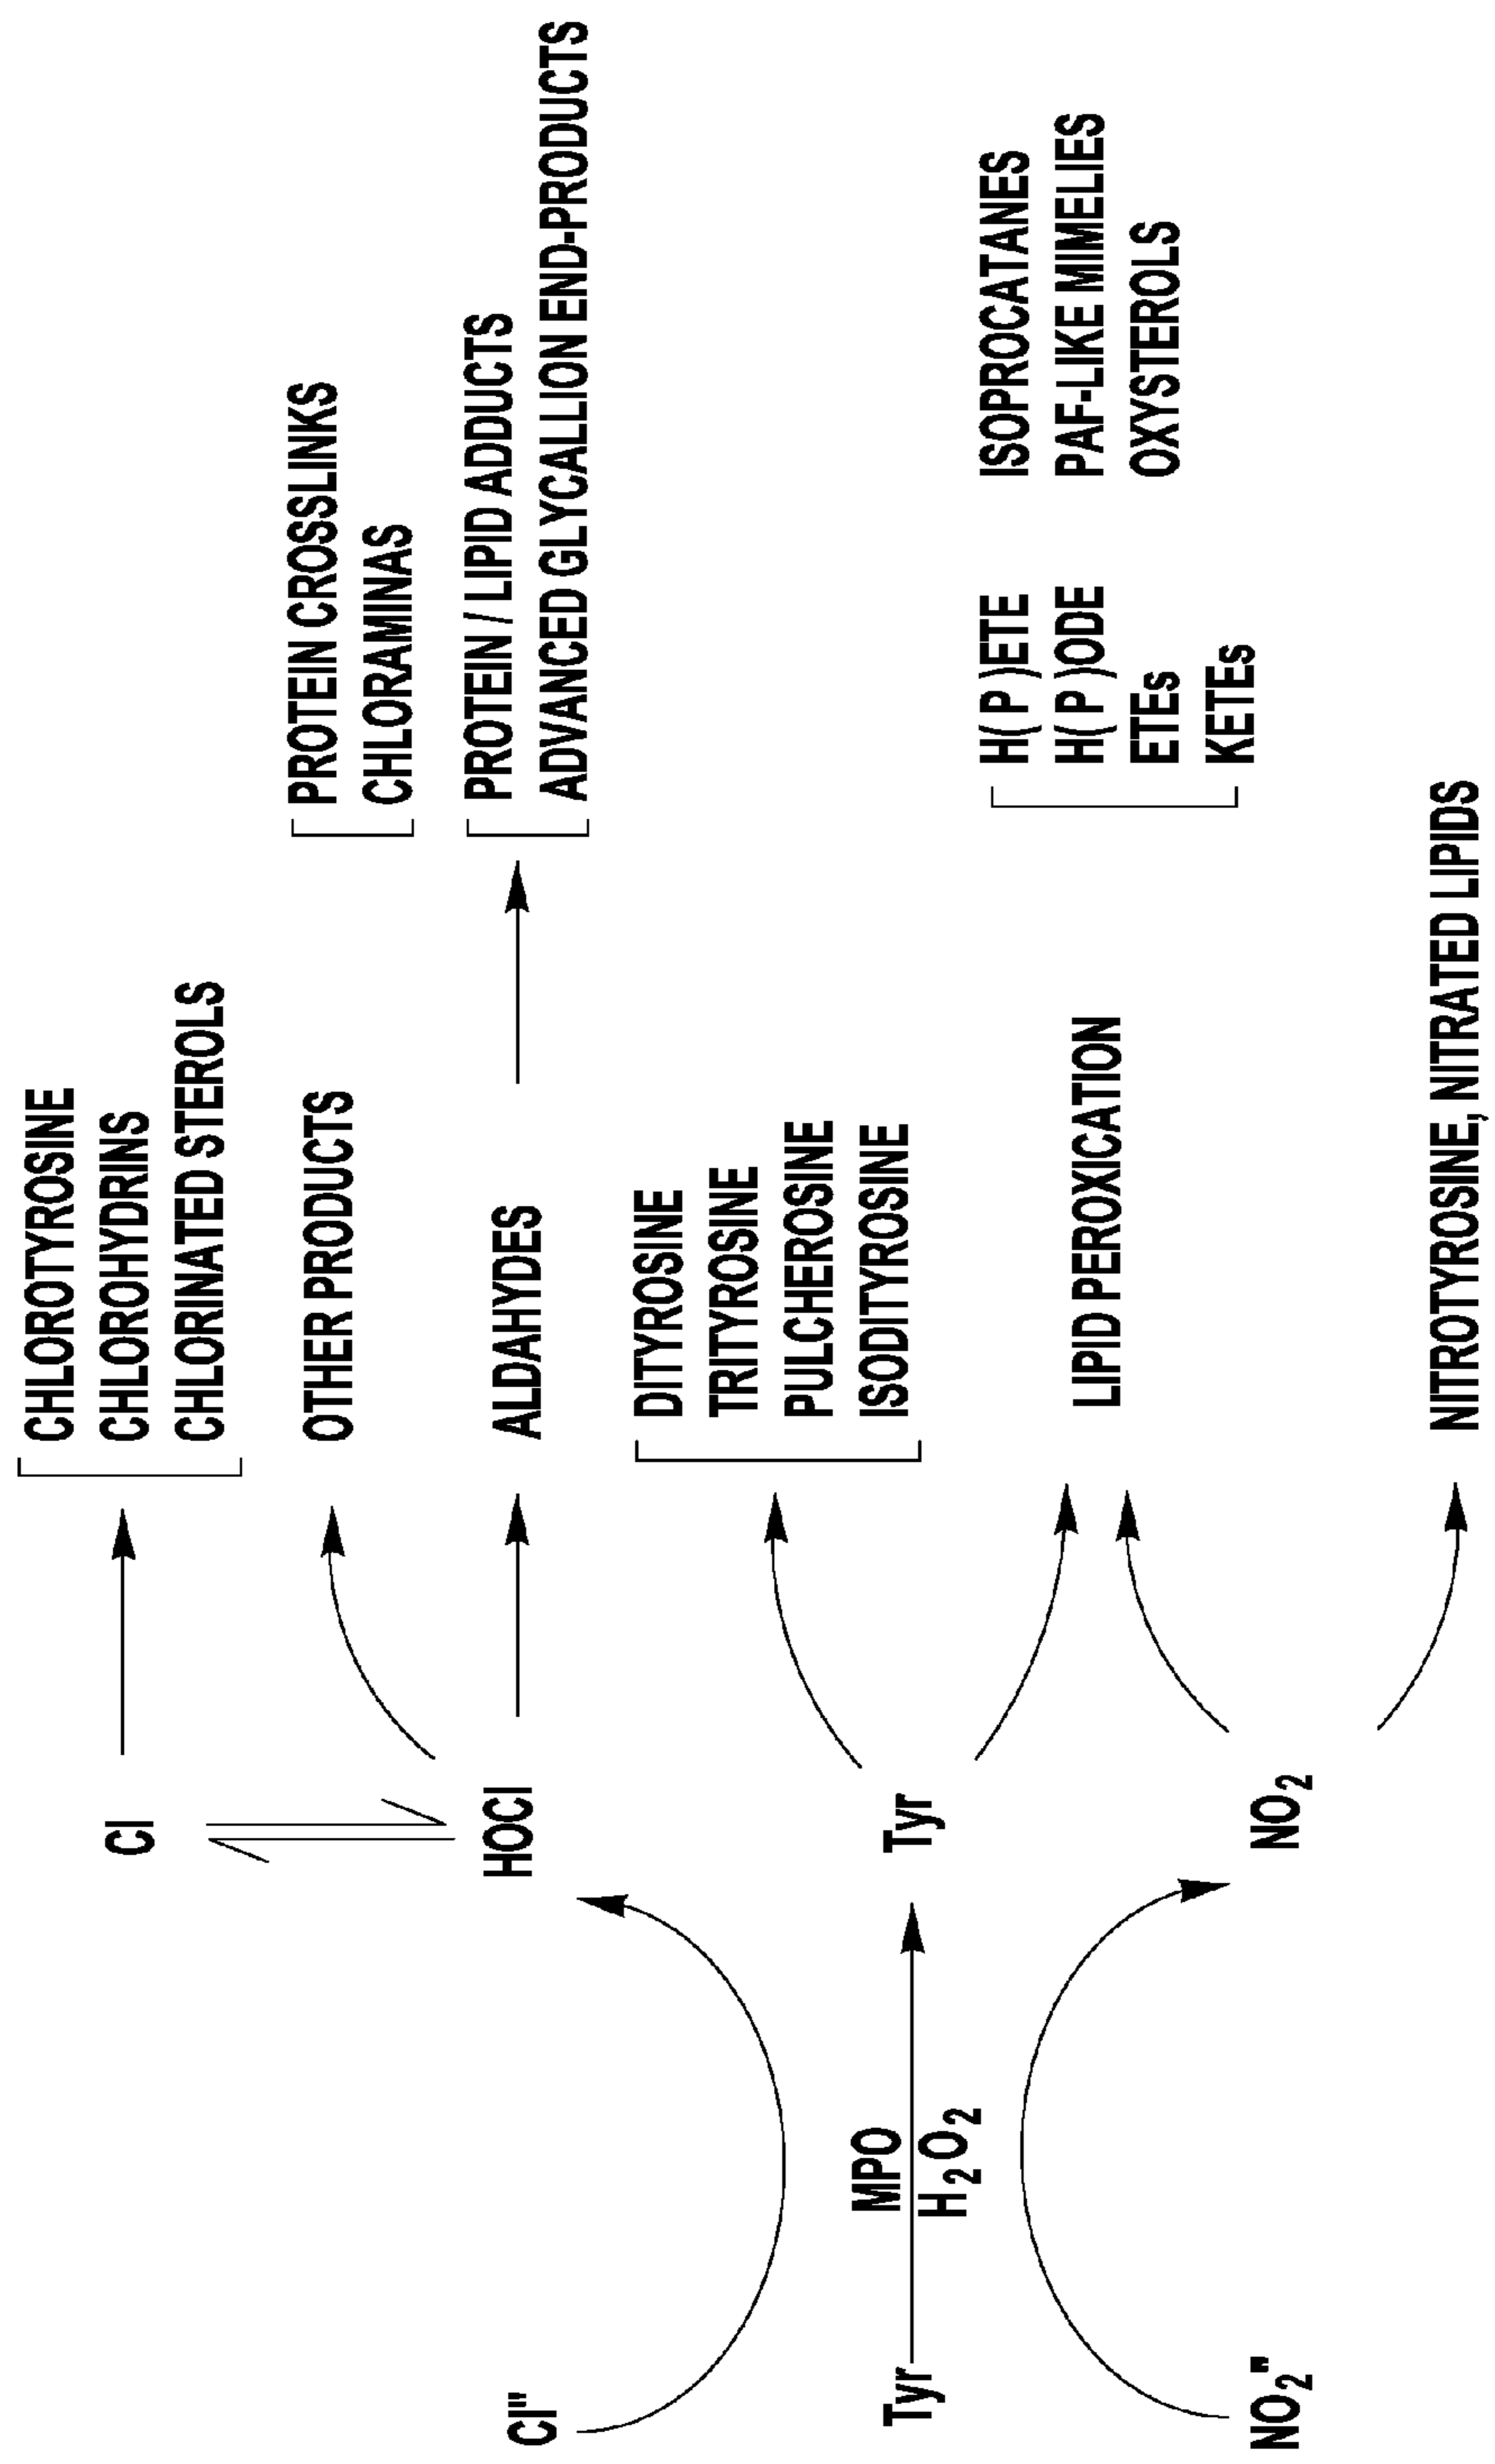 CHLOROTYROSINE
CHLOROHYDRINS
CHLORINATED STEROLS
Cl
OTHER PRODUCTS
PROTEIN CROSSLINKS
CHLORAMINAS
HOCl
ALDAHYDES
PROTEIN / LIPID ADDUCTS
ADVANCED GLYCALLION END-PRODUCTS
Cl"
DITYROSINE
TRITYROSINE
PULCHEROSINE
ISODITYROSINE
Tyr
MPO
H2O2
Tyr
LIPID PEROXICATION
H( P )ETE
H( P )ODE
ETEs
KETEs
ISOPROCATANES
PAF-LIKE MIMELIES
OXYSTEROLS
NO2"
NO2
NITROTYROSINE, NITRATED LIPIDS